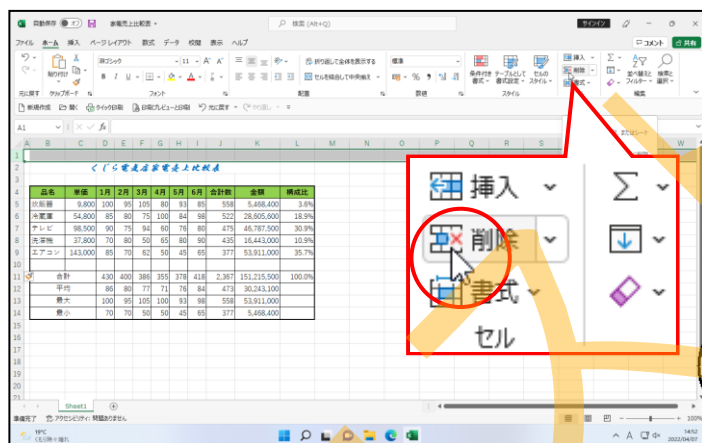 自動保存 オフ 家電売上比較表 検索 (Alt+Q) サインイン
ファイル ホーム 挿入 ページ レイアウト 数式 データ 校閲 表示 ヘルプ コメント 共有
游ゴシック 11 折り返して全体を表示する 標準 挿入
貼り付け B I U セルを結合して中央揃え 条件付き 書式 テーブルとして 書式設定 セルの スタイル 削除 並べ替えと フィルター 検索と 選択
書式
元に戻す クリップボード フォント 配置 数値 スタイル 編集
新規作成 開く クイック印刷 印刷プレビューと印刷 元に戻す やり直し
A1 fx
A B C D E F G H I J K L M N O P Q R S W
くじら電気店家電売上比較表
品名 単価 1月 2月 3月 4月 5月 6月 合計数 金額 構成比
炊飯器 9,800 100 95 105 80 93 85 558 5,468,400 3.6%
冷蔵庫 54,800 85 80 75 100 84 98 522 28,605,600 18.9%
テレビ 98,500 90 75 94 60 76 80 475 46,787,500 30.9%
洗濯機 37,800 70 80 50 65 80 90 435 16,443,000 10.9%
エアコン 143,000 85 70 62 50 45 65 377 53,911,000 35.7%
合計 430 400 386 355 378 418 2,367 151,215,500 100.0%
平均 86 80 77 71 76 84 473 30,243,100
最大 100 95 105 100 93 98 558 53,911,000
最小 70 70 50 50 45 65 377 5,468,400
挿入
削除
書式
セル
Sheet1
準備完了 アクセシビリティ: 問題ありません 100%
19°C
くもり時々晴れ
A 14:52
2022/04/07